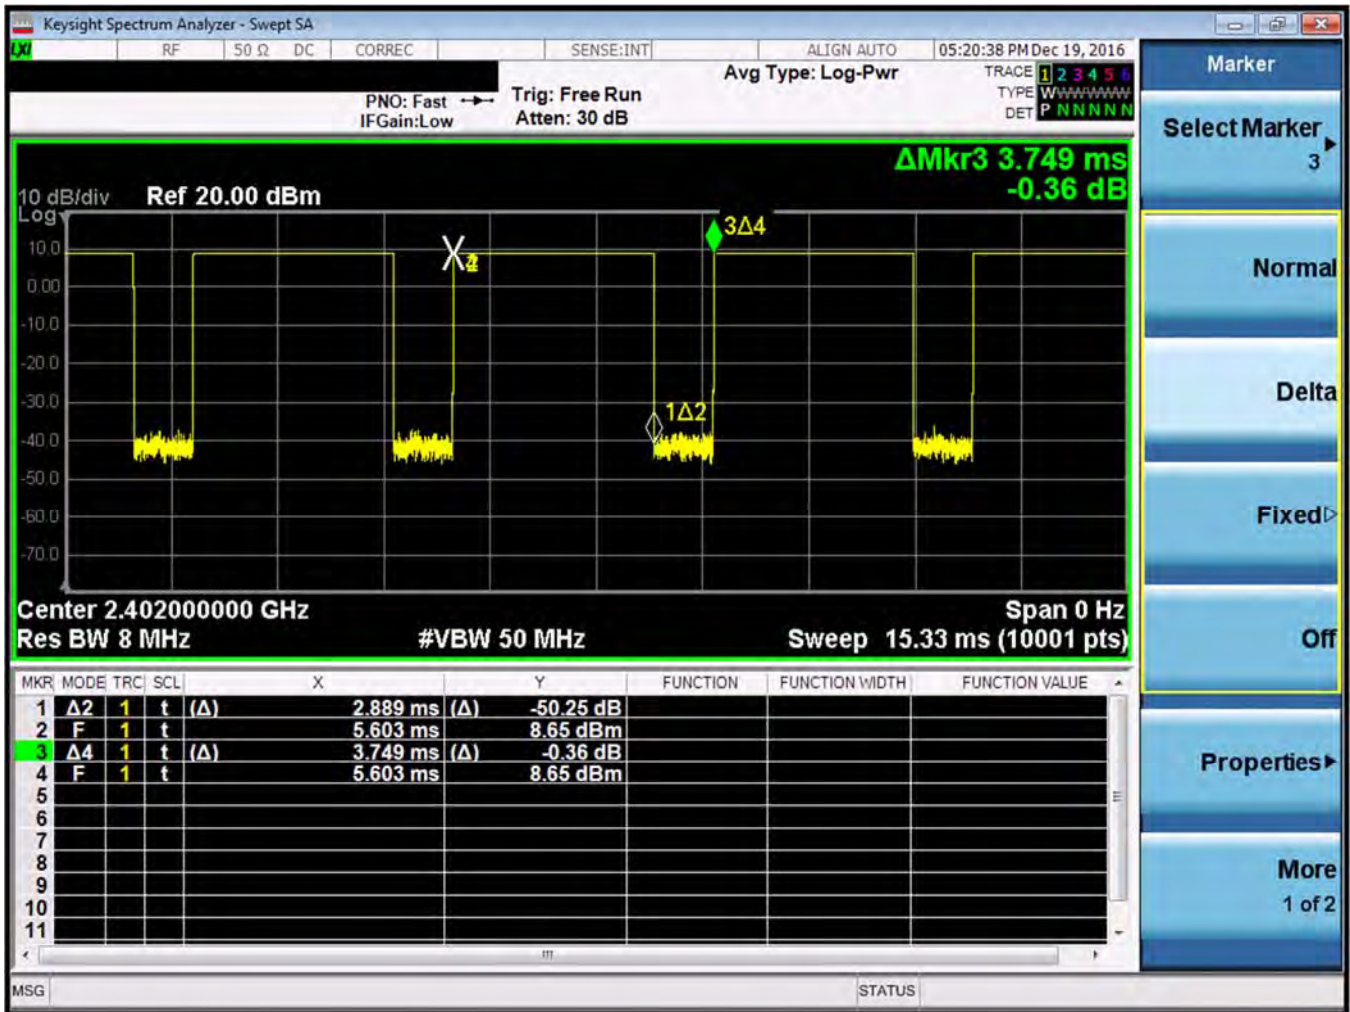 Keysight Spectrum Analyzer - Swept SA
LXI RF 50 Ω DC CORREC SENSE:INT ALIGN AUTO 05:20:38 PM Dec 19, 2016
PNO: Fast
IFGain:Low
Trig: Free Run
Atten: 30 dB
Avg Type: Log-Pwr
TRACE 1 2 3 4 5 6
TYPE WWWWWW
DET P N N N N N
ΔMkr3 3.749 ms
-0.36 dB
10 dB/div Ref 20.00 dBm
Log
3Δ4
10.0
0.00
-10.0
-20.0
-30.0
1Δ2
-40.0
-50.0
-60.0
-70.0
Center 2.402000000 GHz Span 0 Hz
Res BW 8 MHz #VBW 50 MHz Sweep 15.33 ms (10001 pts)
MKR MODE TRC SCL X Y FUNCTION FUNCTION WIDTH FUNCTION VALUE
1 Δ2 1 t (Δ) 2.889 ms (Δ) -50.25 dB
2 F 1 t 5.603 ms 8.65 dBm
3 Δ4 1 t (Δ) 3.749 ms (Δ) -0.36 dB
4 F 1 t 5.603 ms 8.65 dBm
5
6
7
8
9
10
11
MSG STATUS
Marker
Select Marker
3
Normal
Delta
Fixed
Off
Properties
More
1 of 2